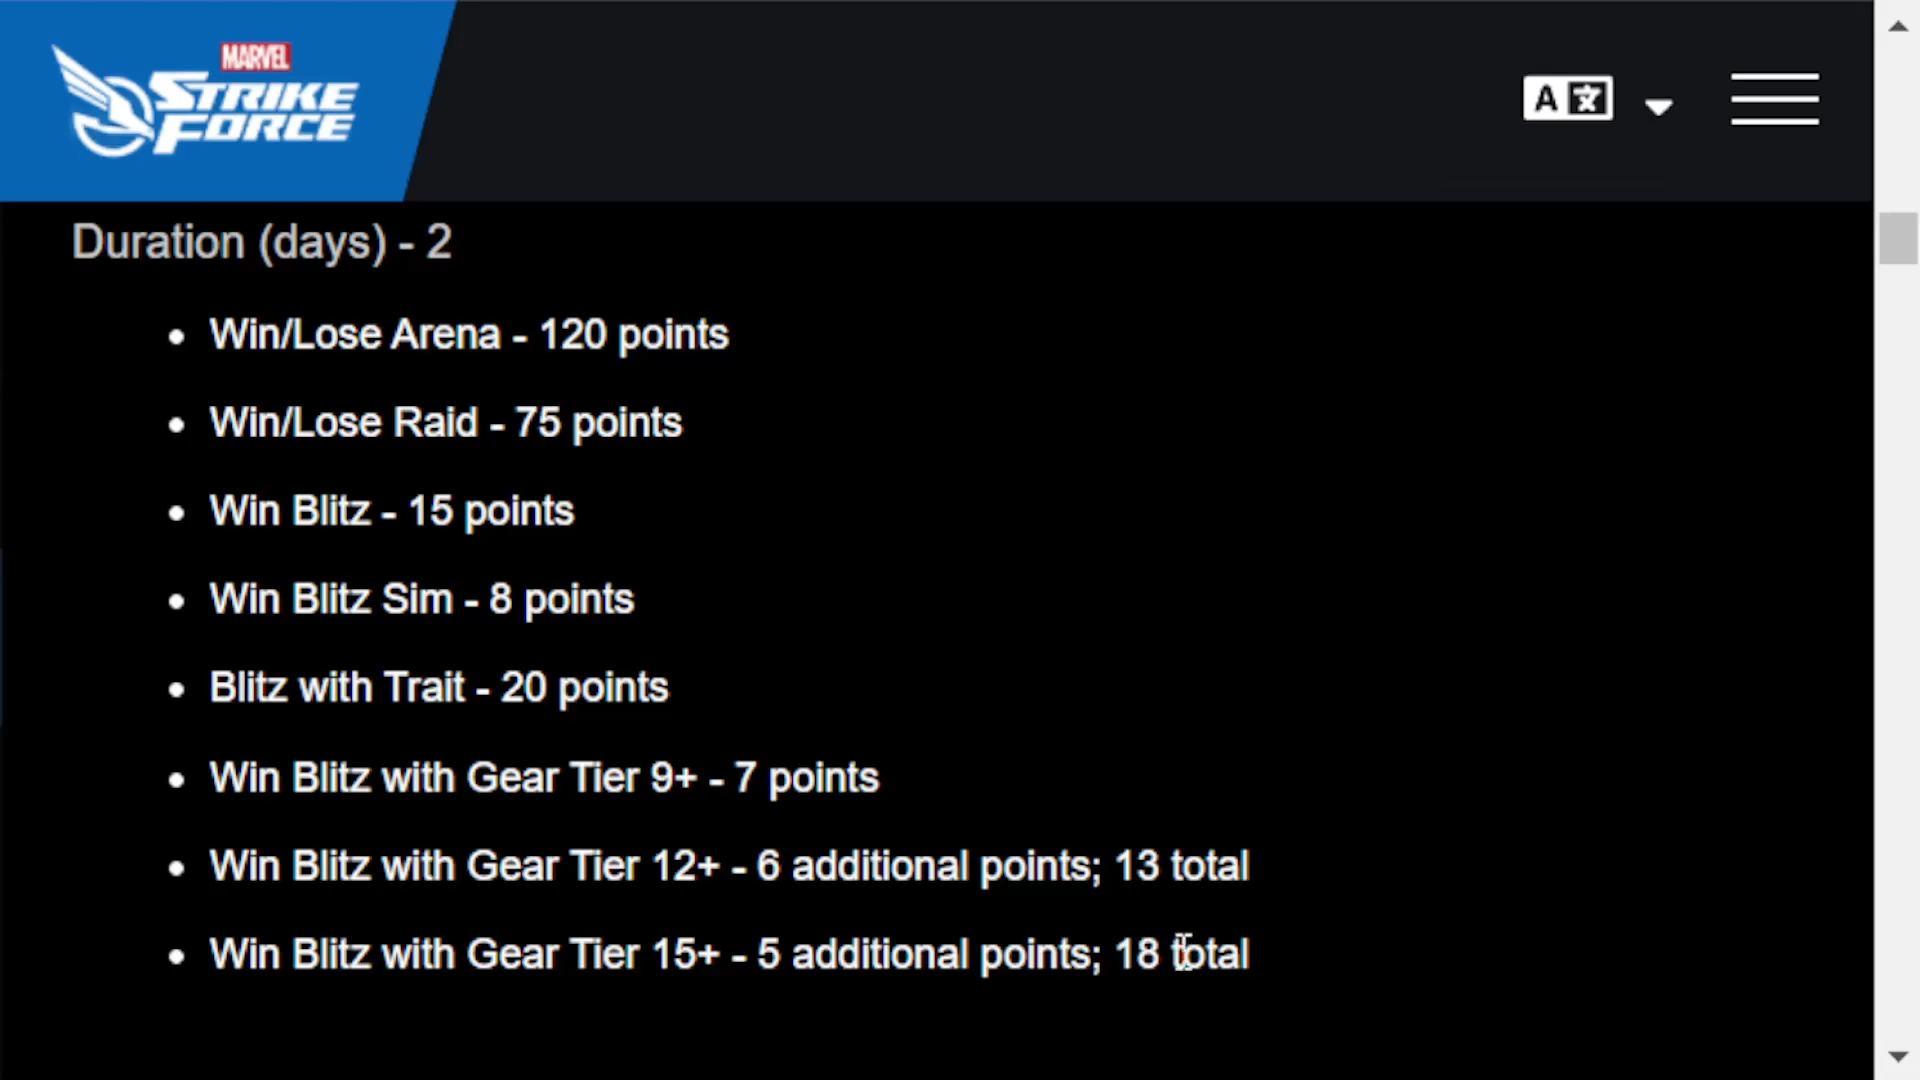 MARVEL
STRIKE
FORCE
A 文
Duration (days) - 2
• Win/Lose Arena - 120 points
• Win/Lose Raid - 75 points
• Win Blitz - 15 points
• Win Blitz Sim - 8 points
• Blitz with Trait - 20 points
• Win Blitz with Gear Tier 9+ - 7 points
• Win Blitz with Gear Tier 12+ - 6 additional points; 13 total
• Win Blitz with Gear Tier 15+ - 5 additional points; 18 total